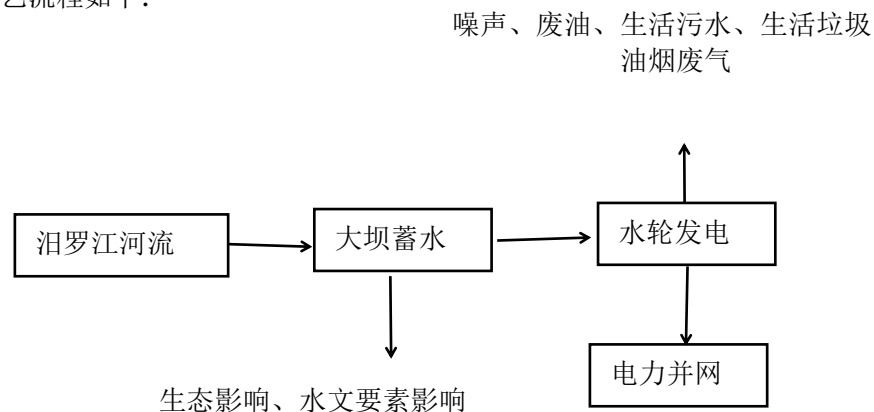 艺流程如下：
噪声、废油、生活污水、生活垃圾
油烟废气
汨罗江河流
大坝蓄水
水轮发电
电力并网
生态影响、水文要素影响